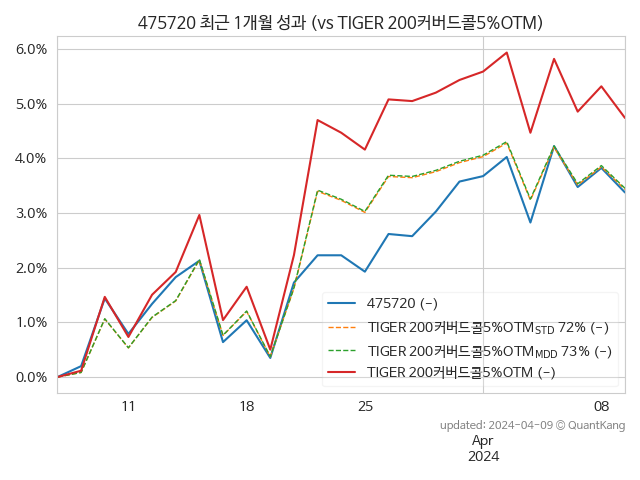 475720 최근 1개월 성과 (vs TIGER 200커버드콜5%OTM)
6.0%
5.0%
4.0%
3.0%
2.0%
1.0%
0.0%
475720 (-)
TIGER 200커버드콜5%OTM_STD 72% (-)
TIGER 200커버드콜5%OTM_MDD 73% (-)
TIGER 200커버드콜5%OTM (-)
11 18 25 08
updated: 2024-04-09 © QuantKang
Apr
2024